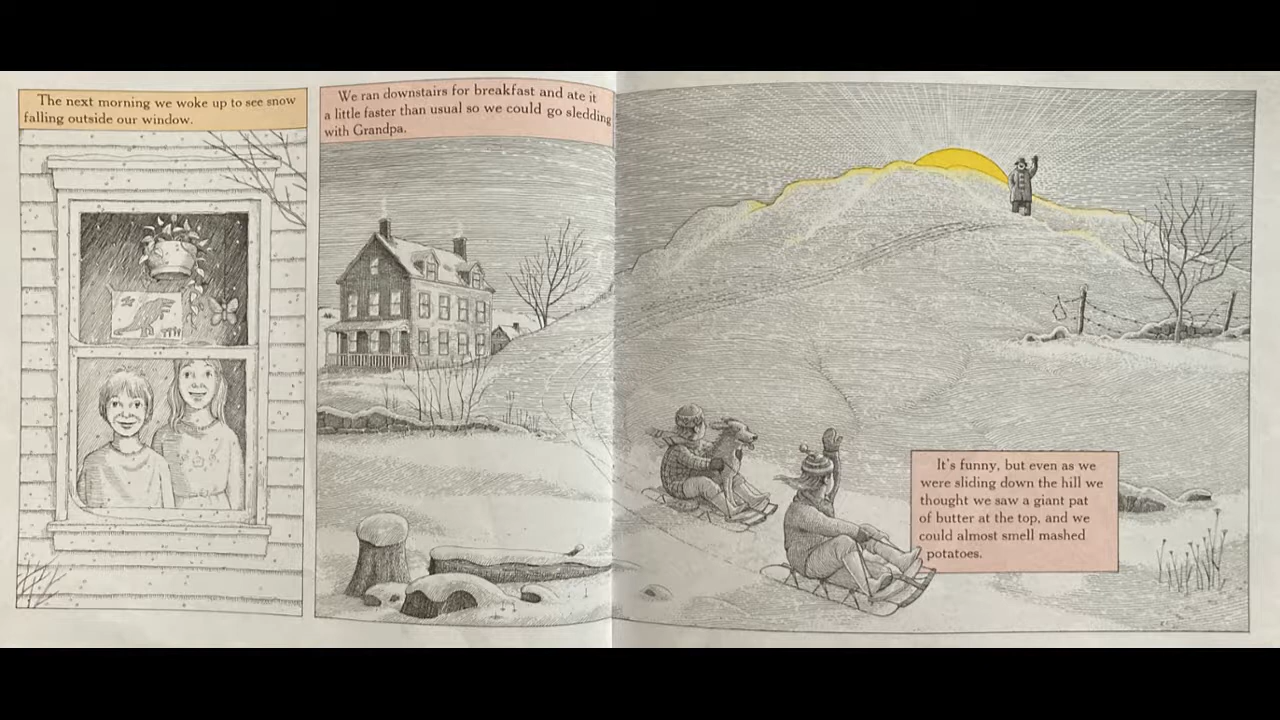 The next morning we woke up to see snow
falling outside our window.
We ran downstairs for breakfast and ate it
a little faster than usual so we could go sledding
with Grandpa.
It's funny, but even as we
were sliding down the hill we
thought we saw a giant pat
of butter at the top, and we
could almost smell mashed
potatoes.